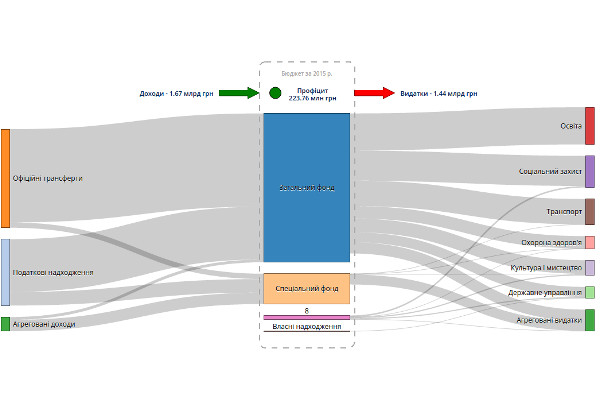 Бюджет за 2015 р.
Доходи - 1.67 млрд грн
Профіцит
223.76 млн грн
Видатки - 1.44 млрд грн
Офіційні трансферти
Податкові надходження
Агреговані доходи
Загальний фонд
Спеціальний фонд
8
Власні надходження
Освіта
Соціальний захист
Транспорт
Охорона здоров'я
Культура і мистецтво
Державне управління
Агреговані видатки